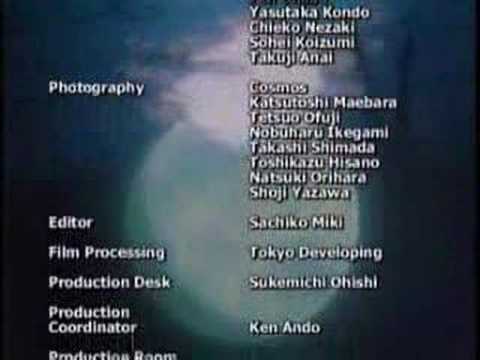 Yasutaka Kondo
Chieko Nezaki
Sohei Koizumi
Takuji Anai
Photography Cosmos
Katsutoshi Maebara
Tetsuo Ofuji
Nobuharu Ikegami
Takashi Shimada
Toshikazu Hisano
Natsuki Orihara
Shoji Yazawa
Editor Sachiko Miki
Film Processing Tokyo Developing
Production Desk Sukemichi Ohishi
Production
Coordinator Ken Ando
Production Room